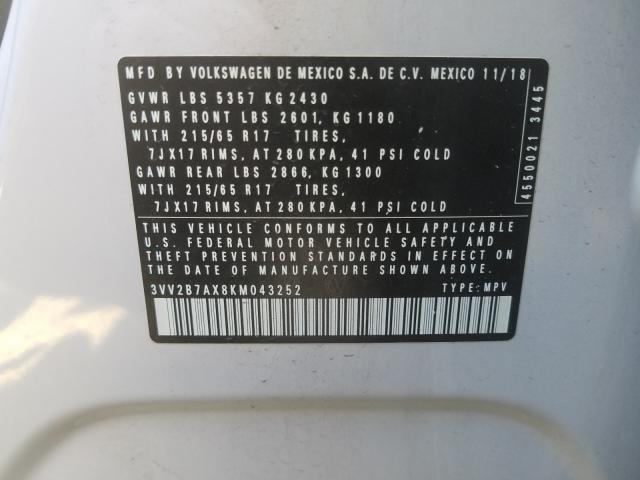 MFD BY VOLKSWAGEN DE MEXICO S.A. DE C.V. MEXICO 11/18
GVWR LBS 5357 KG 2430
GAWR FRONT LBS 2601, KG 1180
WITH 215/65 R17 TIRES,
7JX17 RIMS, AT 280 KPA, 41 PSI COLD
GAWR REAR LBS 2866, KG 1300
WITH 215/65 R17 TIRES,
7JX17 RIMS, AT 280 KPA, 41 PSI COLD
THIS VEHICLE CONFORMS TO ALL APPLICABLE
U.S. FEDERAL MOTOR VEHICLE SAFETY AND
THEFT PREVENTION STANDARDS IN EFFECT
ON THE DATE OF MANUFACTURE SHOWN ABOVE.
3VV2B7AX8KM043252 TYPE: MPV
4550021 3445